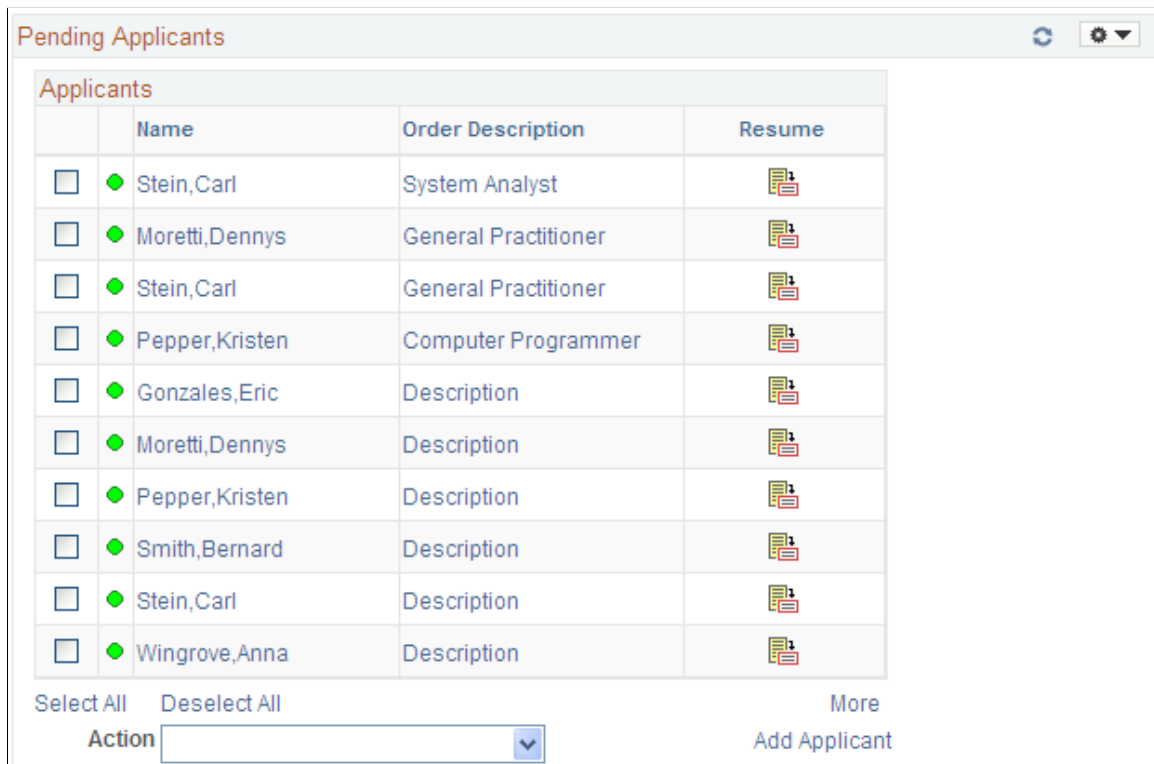 Pending Applicants
Applicants
Name Order Description Resume
Stein,Carl System Analyst
Moretti,Dennys General Practitioner
Stein,Carl General Practitioner
Pepper,Kristen Computer Programmer
Gonzales,Eric Description
Moretti,Dennys Description
Pepper,Kristen Description
Smith,Bernard Description
Stein,Carl Description
Wingrove,Anna Description
Select All Deselect All More
Action Add Applicant